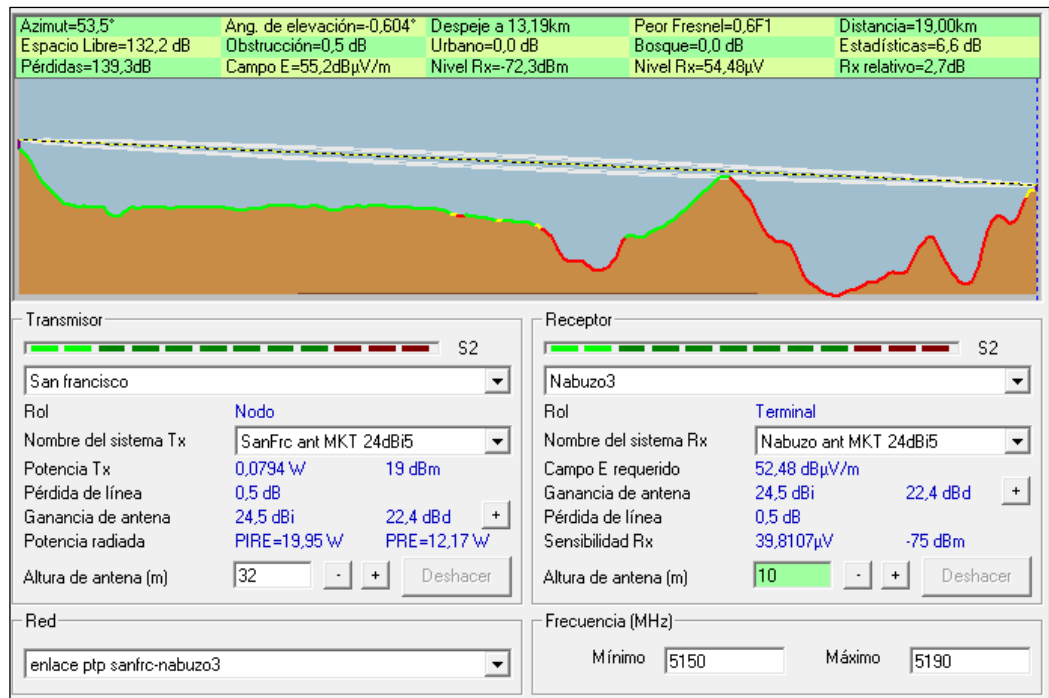 Azimut=53,5° Ang. de elevación=-0,604° Despeje a 13,19km Peor Fresnel=0,6F1 Distancia=19,00km
Espacio Libre=132,2 dB Obstrucción=0,5 dB Urbano=0,0 dB Bosque=0,0 dB Estadísticas=6,6 dB
Pérdidas=139,3dB Campo E=55,2dBµV/m Nivel Rx=-72,3dBm Nivel Rx=54,48µV Rx relativo=2,7dB
Transmisor
S2
San francisco
Rol Nodo
Nombre del sistema Tx SanFrc ant MKT 24dBi5
Potencia Tx 0,0794 W 19 dBm
Pérdida de línea 0,5 dB
Ganancia de antena 24,5 dBi 22,4 dBd +
Potencia radiada PIRE=19,95 W PRE=12,17 W
Altura de antena (m) 32 - + Deshacer
Receptor
S2
Nabuzo3
Rol Terminal
Nombre del sistema Rx Nabuzo ant MKT 24dBi5
Campo E requerido 52,48 dBµV/m
Ganancia de antena 24,5 dBi 22,4 dBd +
Pérdida de línea 0,5 dB
Sensibilidad Rx 39,8107µV -75 dBm
Altura de antena (m) 10 - + Deshacer
Red
enlace ptp sanfrc-nabuzo3
Frecuencia (MHz)
Mínimo 5150 Máximo 5190